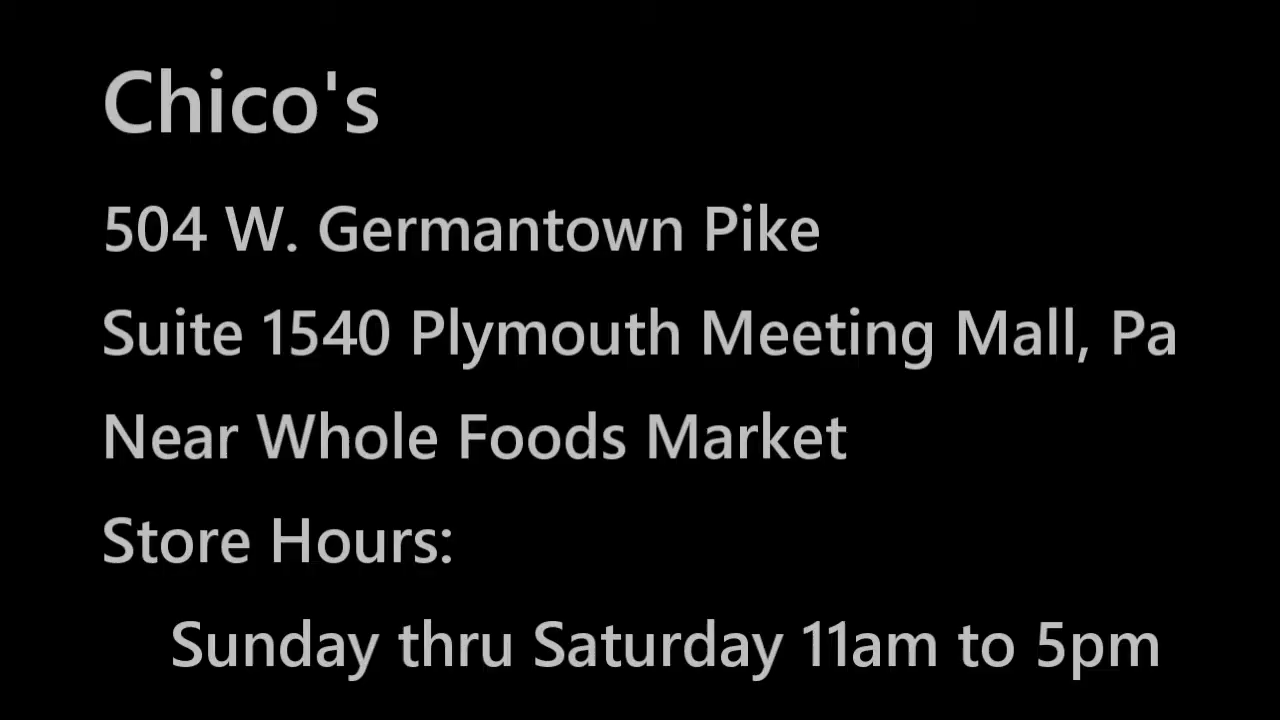 Chico's
504 W. Germantown Pike
Suite 1540 Plymouth Meeting Mall, Pa
Near Whole Foods Market
Store Hours:
Sunday thru Saturday 11am to 5pm